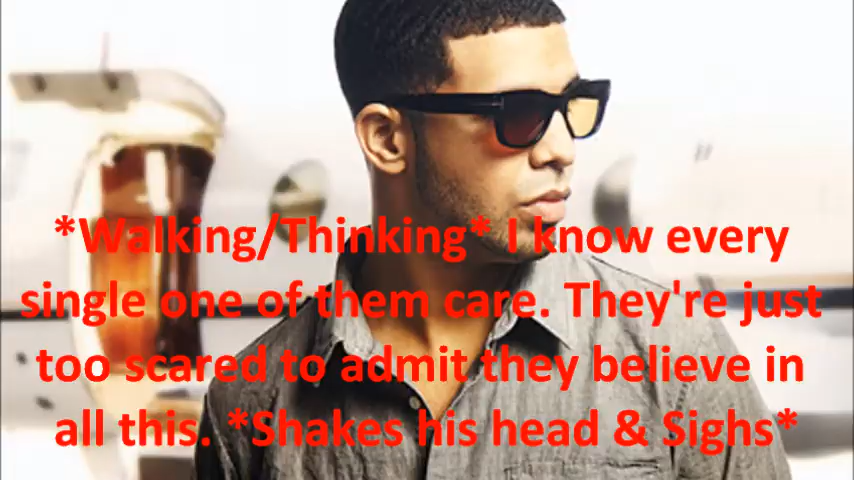 *Walking/Thinking* I know every
single one of them care. They're just
too scared to admit they believe in
all this. *Shakes his head & Sighs*